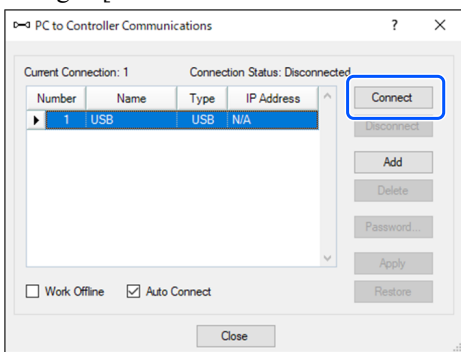 PC to Controller Communications ? ×
Current Connection: 1 Connection Status: Disconnected
Number Name Type IP Address
1 USB USB N/A
Connect
Disconnect
Add
Delete
Password...
Apply
Restore
Work Offline Auto Connect
Close